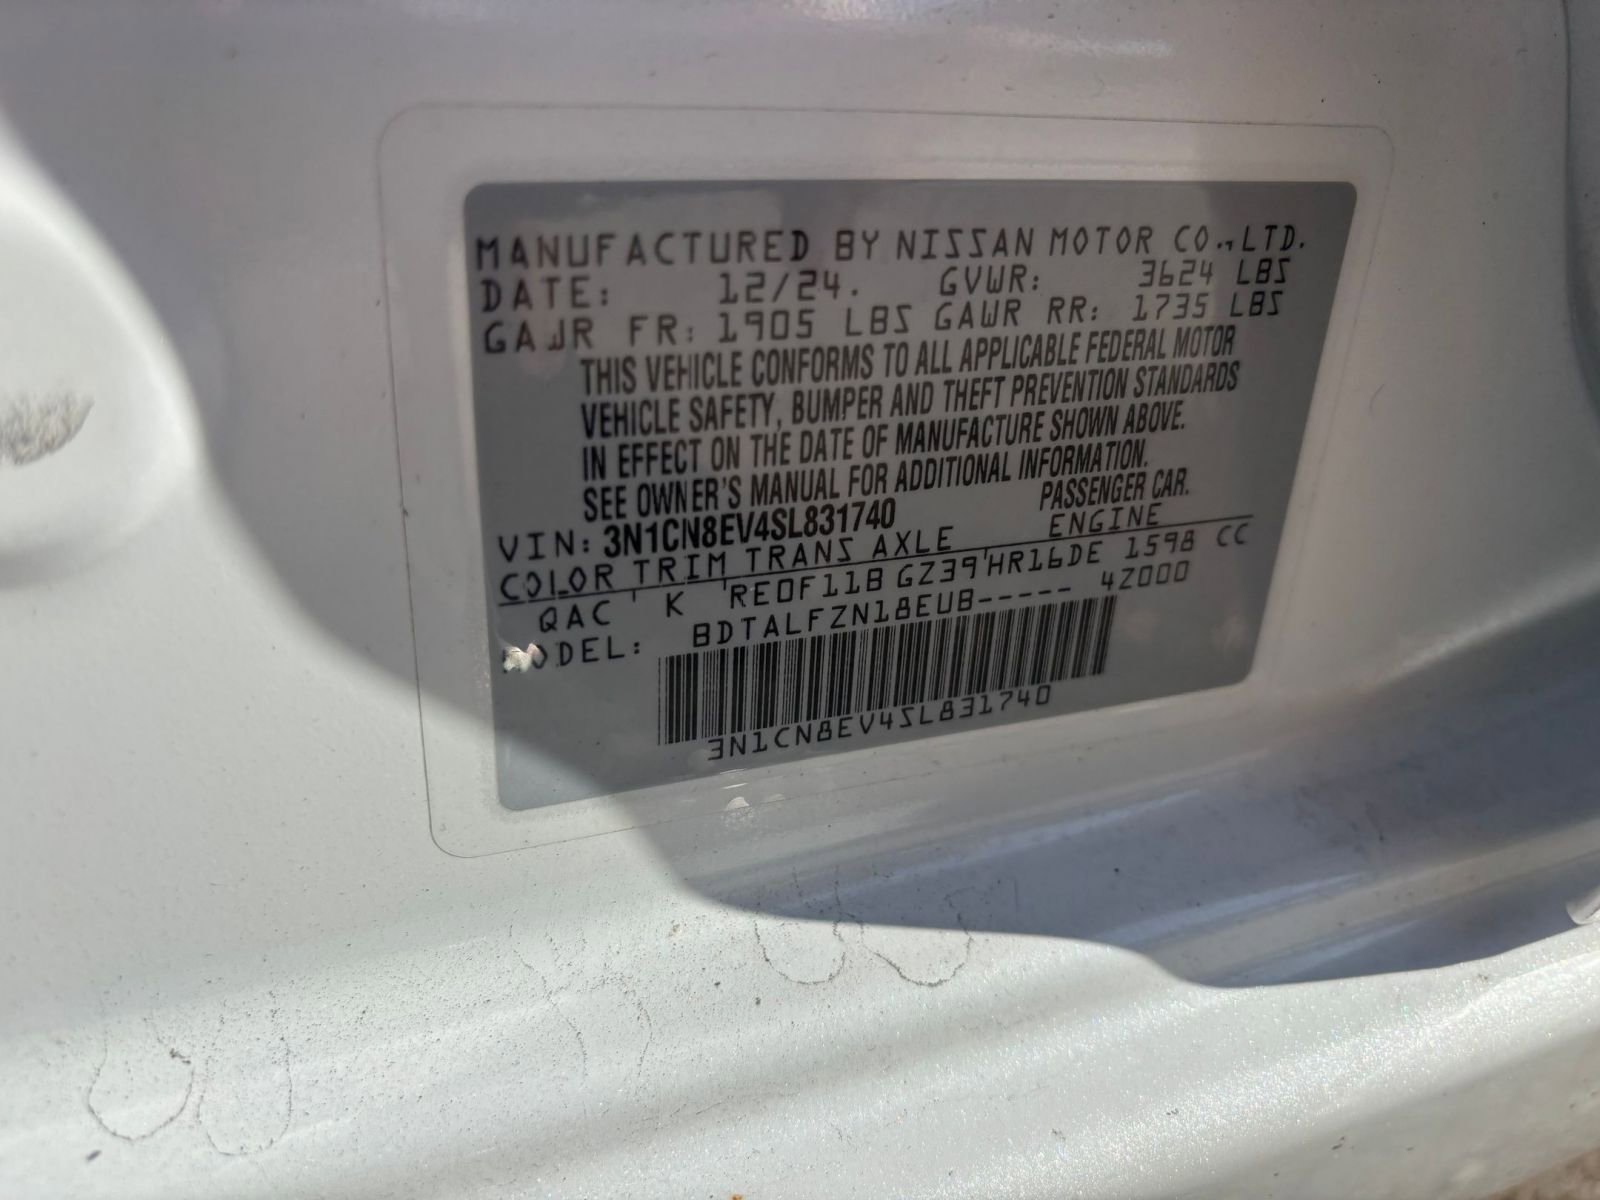 MANUFACTURED BY NISSAN MOTOR CO., LTD.
DATE: 12/24. GVWR: 3624 LBS
GAWR FR: 1905 LBS GAWR RR: 1735 LBS
THIS VEHICLE CONFORMS TO ALL APPLICABLE FEDERAL MOTOR
VEHICLE SAFETY, BUMPER AND THEFT PREVENTION STANDARDS
IN EFFECT ON THE DATE OF MANUFACTURE SHOWN ABOVE.
SEE OWNER'S MANUAL FOR ADDITIONAL INFORMATION.
VIN: 3N1CN8EV4SL831740 PASSENGER CAR.
COLOR TRIM TRANS AXLE ENGINE
QAC K RE0F11B GZ39 HR16DE 1598 CC
MODEL: BDTALFZN18EUB----- 4Z000
3N1CN8EV4SL831740